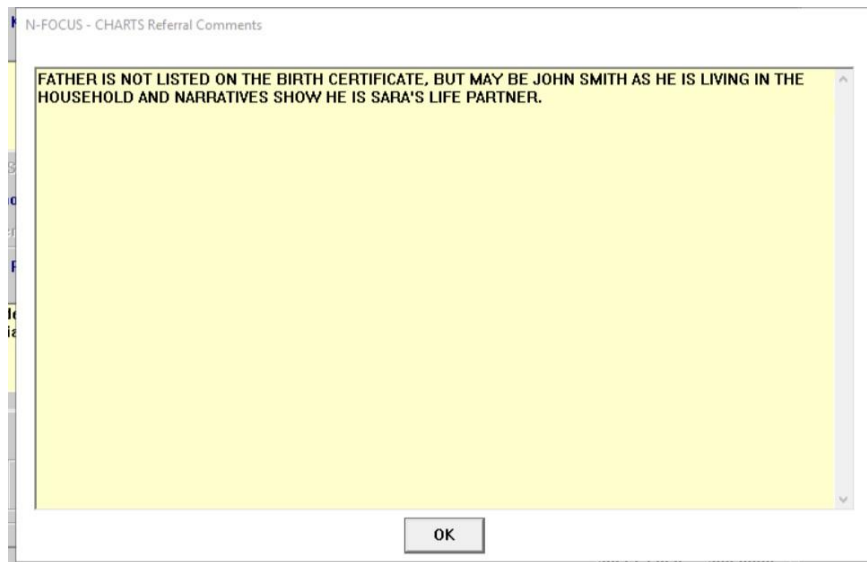 N-FOCUS - CHARTS Referral Comments
FATHER IS NOT LISTED ON THE BIRTH CERTIFICATE, BUT MAY BE JOHN SMITH AS HE IS LIVING IN THE
HOUSEHOLD AND NARRATIVES SHOW HE IS SARA'S LIFE PARTNER.
OK